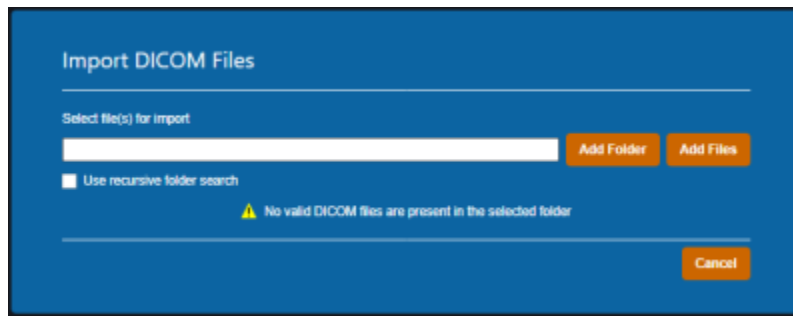 Import DICOM Files
Select file(s) for import
Add Folder
Add Files
Use recursive folder search
No valid DICOM files are present in the selected folder
Cancel